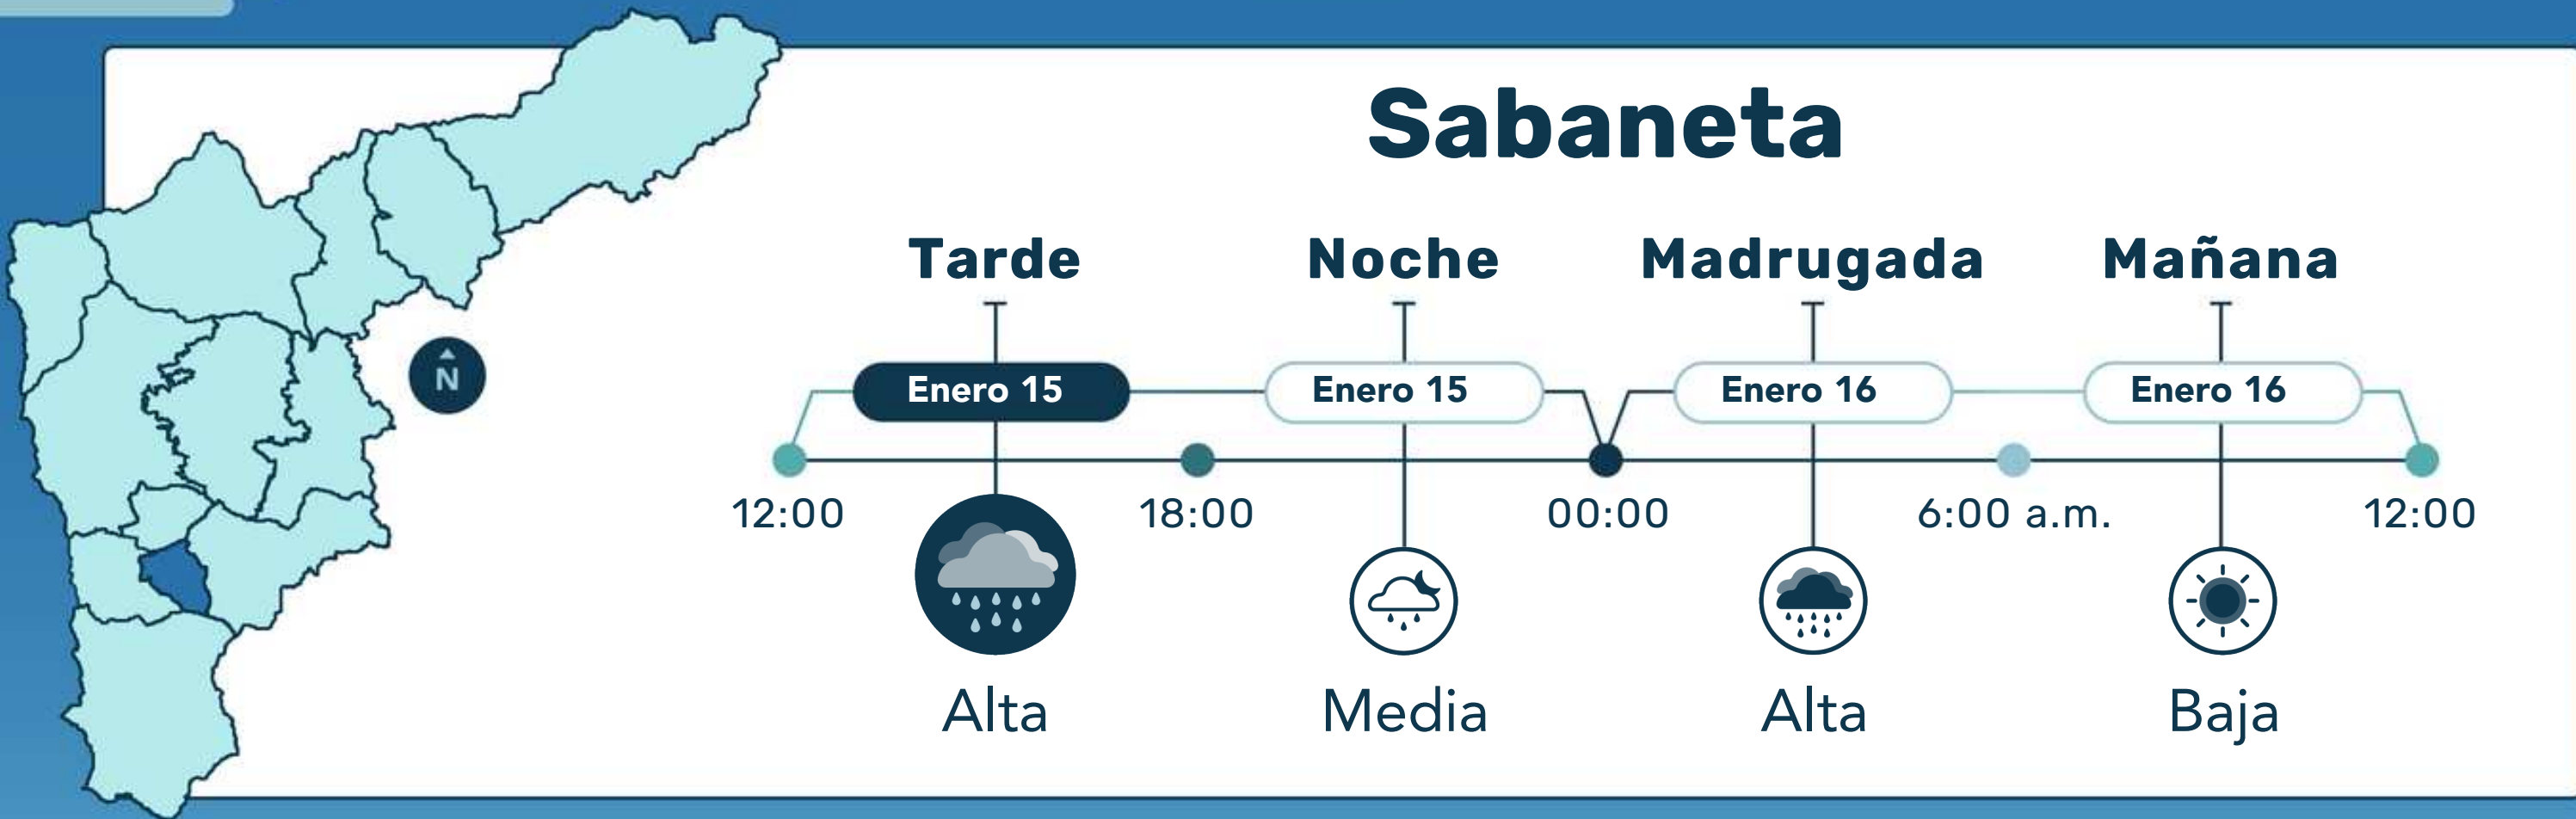 Sabaneta
Tarde Noche Madrugada Mañana
N
Enero 15 Enero 15 Enero 16 Enero 16
12:00 18:00 00:00 6:00 a.m. 12:00
Alta Media Alta Baja